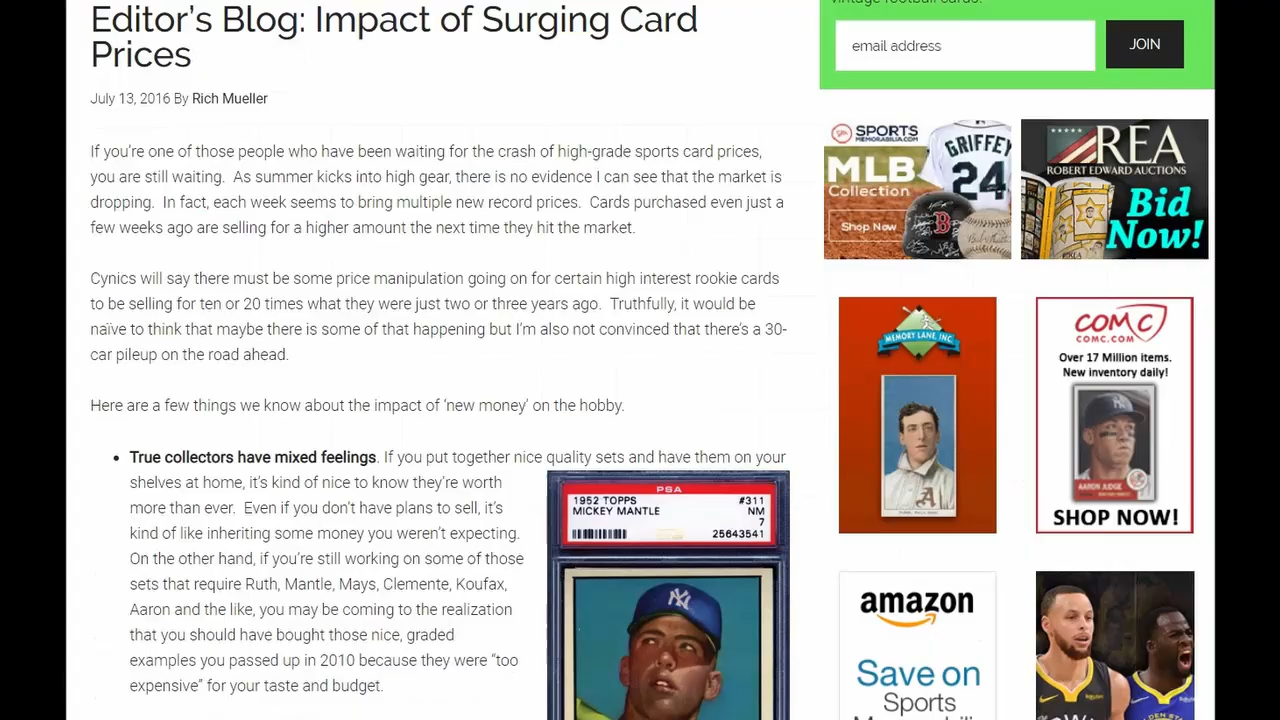 Editor’s Blog: Impact of Surging Card
Prices
July 13, 2016 By Rich Mueller
If you’re one of those people who have been waiting for the crash of high-grade sports card prices,
you are still waiting.  As summer kicks into high gear, there is no evidence I can see that the market is
dropping.  In fact, each week seems to bring multiple new record prices.  Cards purchased even just a
few weeks ago are selling for a higher amount the next time they hit the market.
Cynics will say there must be some price manipulation going on for certain high interest rookie cards
to be selling for ten or 20 times what they were just two or three years ago.  Truthfully, it would be
naïve to think that maybe there is some of that happening but I’m also not convinced that there’s a 30-
car pileup on the road ahead.
Here are a few things we know about the impact of ‘new money’ on the hobby.
• True collects have mixed feelings. If you put together nice quality sets and have them on your
shelves at home, it’s kind of nice to know they’re worth
more than ever.  Even if you don’t have plans to sell, it’s
kind of like inheriting some money you weren’t expecting.
On the other hand, if you’re still working on some of those
sets that require Ruth, Mantle, Mays, Clemente, Koufax,
Aaron and the like, you may be coming to the realization
that you should have bought those nice, graded
examples you passed up in 2010 because they were “too
expensive” for your taste and budget.
PSA
1952 TOPPS #311
MICKEY MANTLE NM
7
25643541
vintage football cards.
email address
JOIN
SPORTS
MEMORABILIA.COM
MLB
Collection
Shop Now
GRIFFEY
24
B
REA
ROBERT EDWARD AUCTIONS
Bid
Now!
MEMORY LANE, INC.
A
COMC
COMC.COM
Over 17 Million items.
New inventory daily!
AARON JUDGE
SHOP NOW!
amazon
Save on
Sports